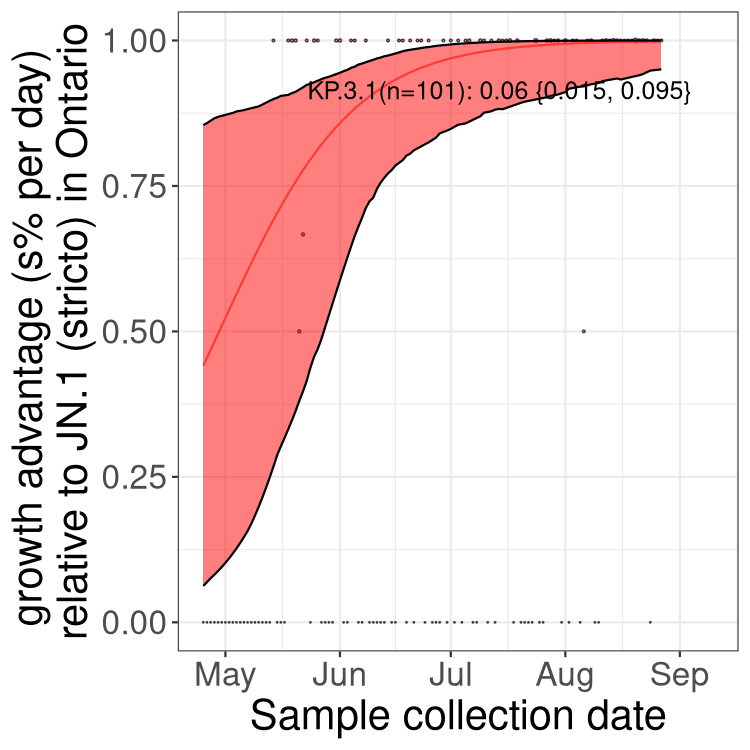 growth advantage (s% per day)
relative to JN.1 (stricto) in Ontario
1.00
0.75
0.50
0.25
0.00
KP.3.1(n=101): 0.06 {0.015, 0.095}
May Jun Jul Aug Sep
Sample collection date